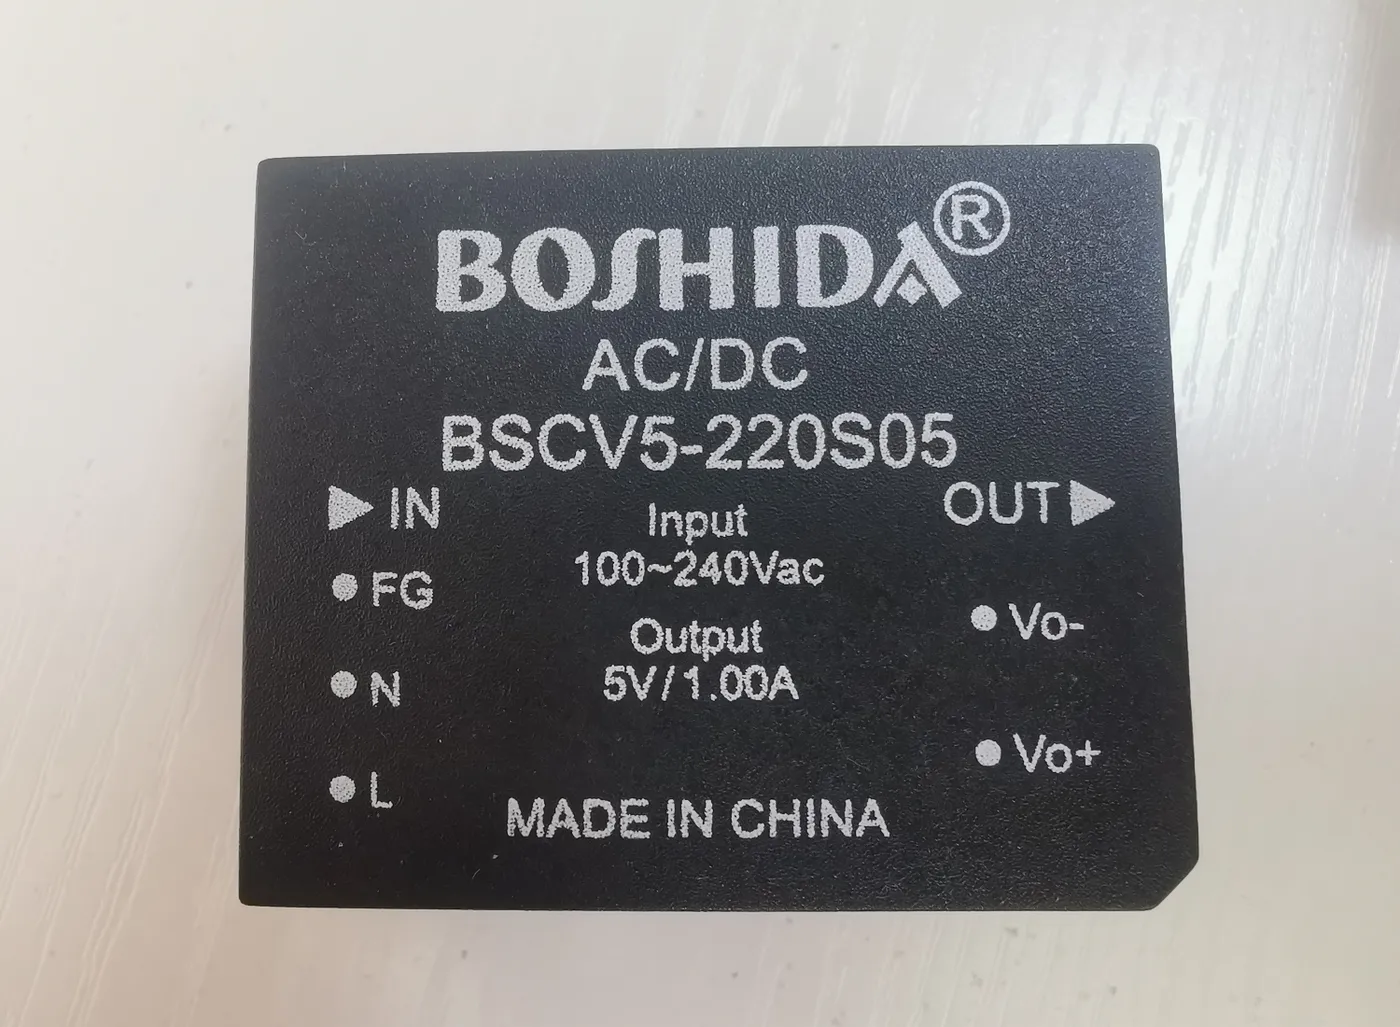 BOSHIDA®
AC/DC
BSCV5-220S05
IN
OUT
Input
100~240Vac
FG
Vo-
Output
5V/1.00A
N
Vo+
L
MADE IN CHINA